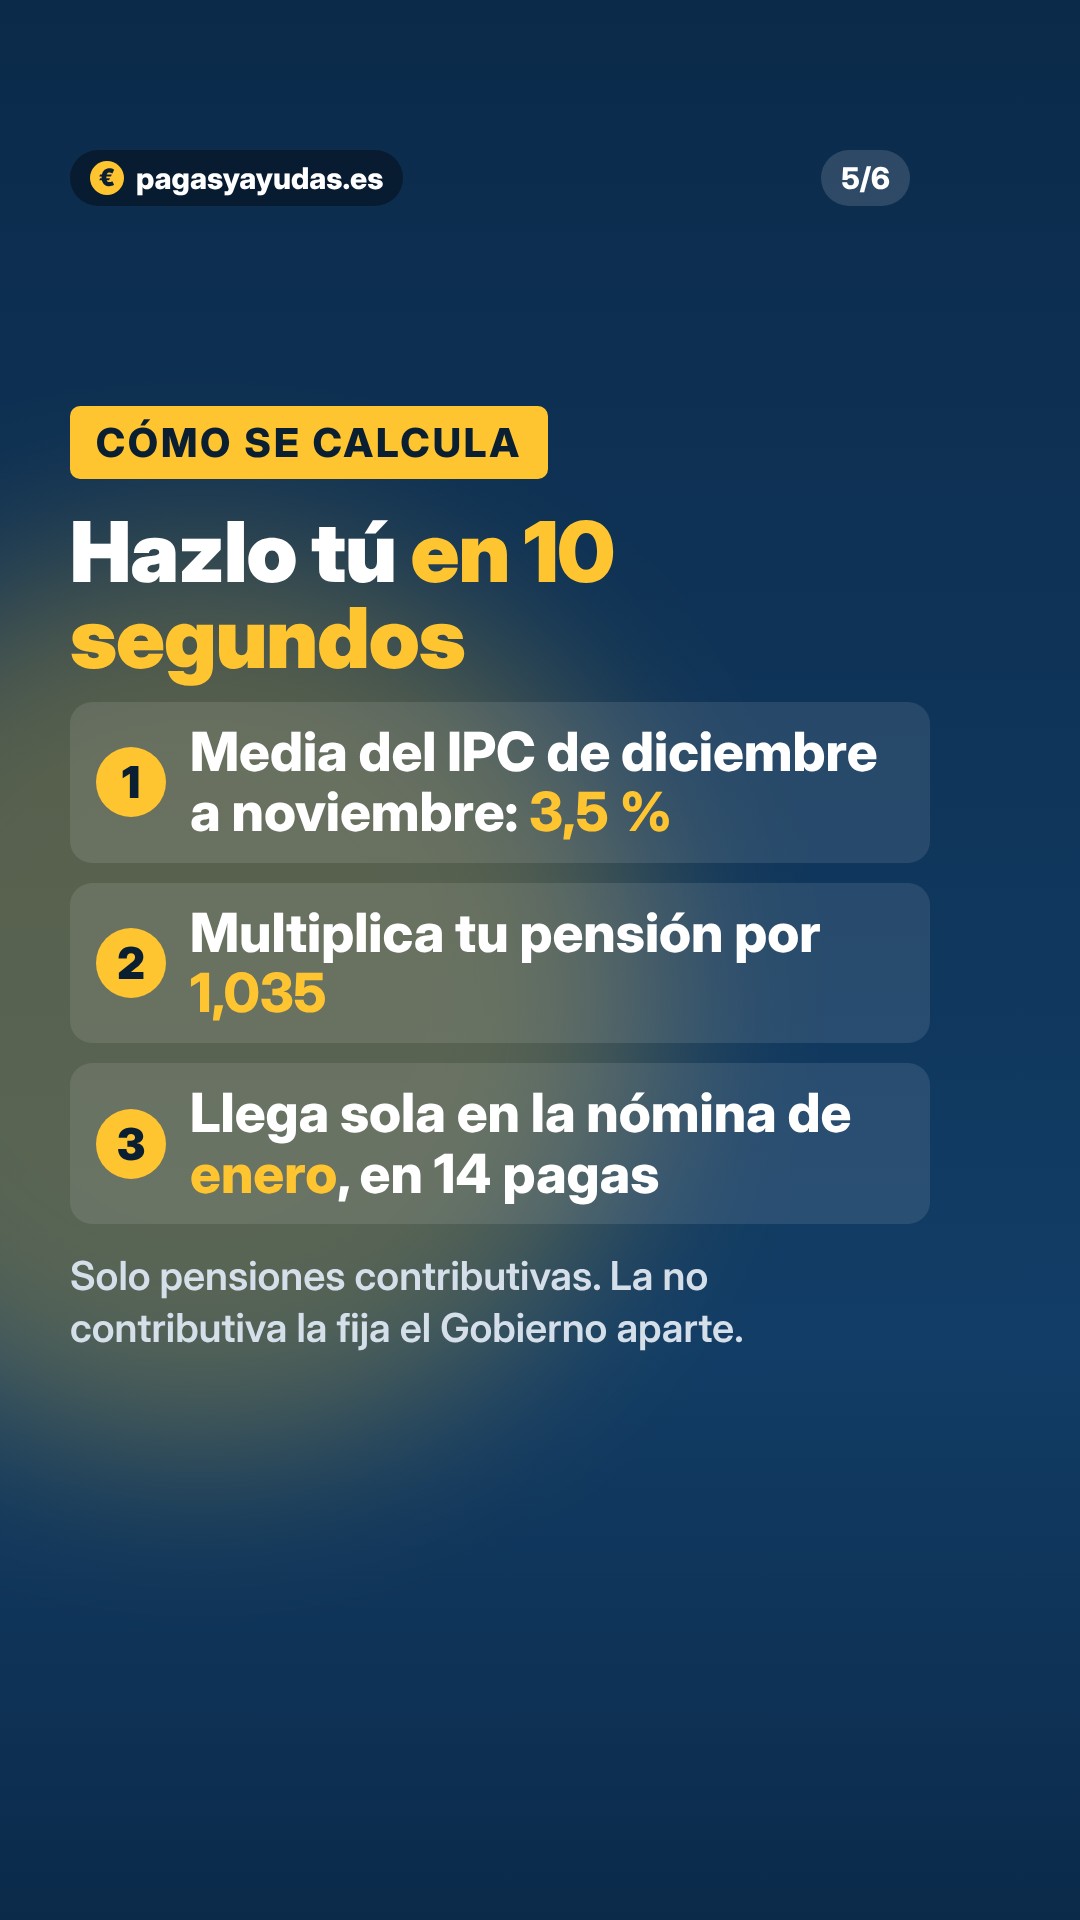 € pagasyayudas.es
5/6
CÓMO SE CALCULA
Hazlo tú en 10
segundos
1 Media del IPC de diciembre
a noviembre: 3,5 %
2 Multiplica tu pensión por
1,035
3 Llega sola en la nómina de
enero, en 14 pagas
Solo pensiones contributivas. La no
contributiva la fija el Gobierno aparte.